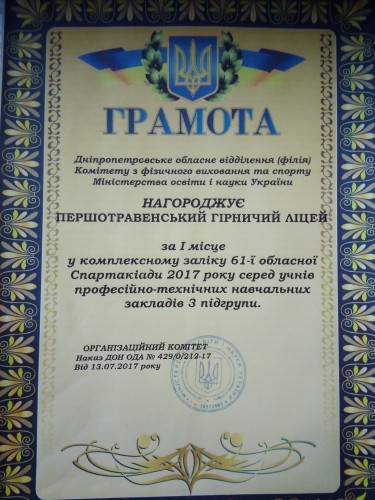 ГРАМОТА
Дніпропетровське обласне відділення (філія)
Комітету з фізичного виховання та спорту
Міністерства освіти і науки України
НАГОРОДЖУЄ
ПЕРШОТРАВЕНСЬКИЙ ГІРНИЧИЙ ЛІЦЕЙ
за І місце
у комплексному заліку 61-ї обласної
Спартакіади 2017 року серед учнів
професійно-технічних навчальних
закладів 3 підгрупи.
ОРГАНІЗАЦІЙНИЙ КОМІТЕТ
Наказ ДОН ОДА № 429/0/212-17
Від 13.07.2017 року